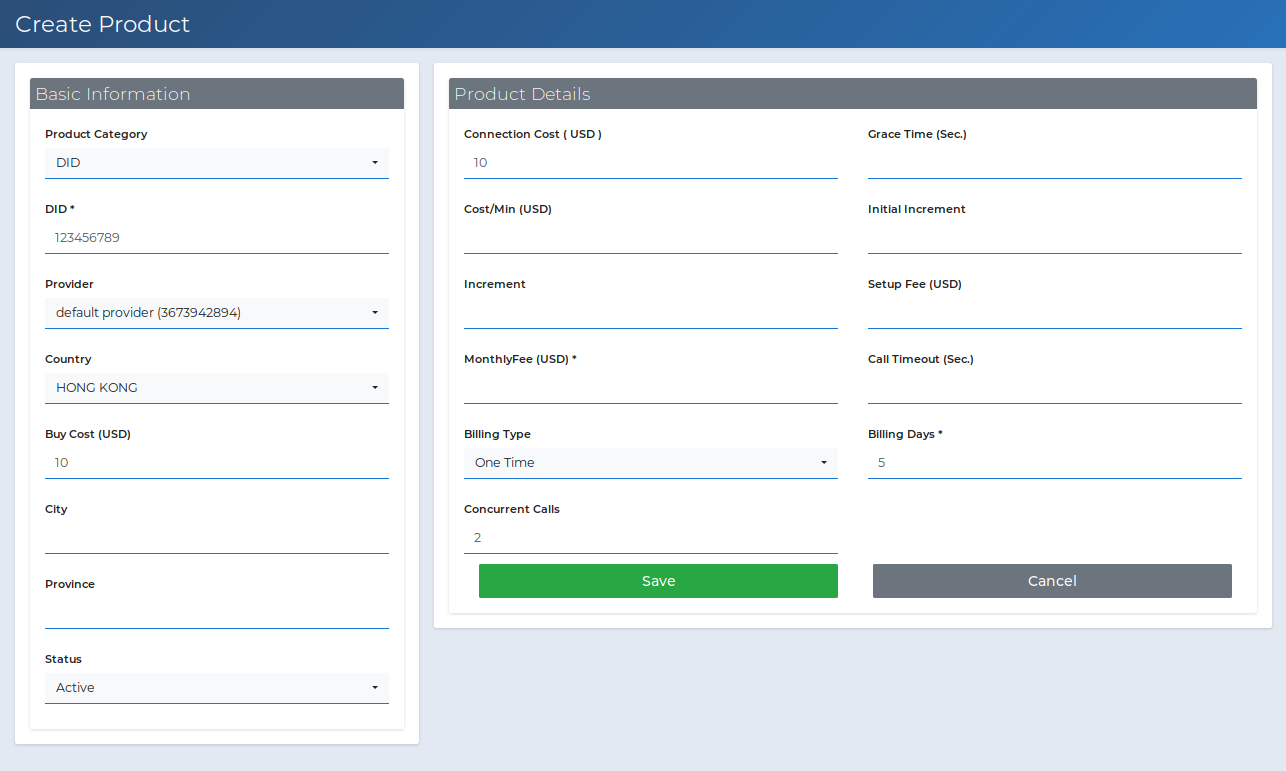 Create Product
Basic Information
Product Category
DID
DID *
123456789
Provider
default provider (3673942894)
Country
HONG KONG
Buy Cost (USD)
10
City
Province
Status
Active
Product Details
Connection Cost ( USD )
10
Grace Time (Sec.)
Cost/Min (USD)
Initial Increment
Increment
Setup Fee (USD)
MonthlyFee (USD) *
Call Timeout (Sec.)
Billing Type
One Time
Billing Days *
5
Concurrent Calls
2
Save
Cancel